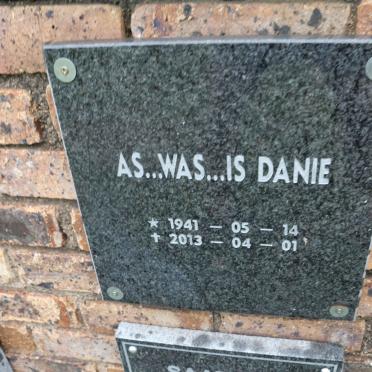 AS...WAS...IS DANIE
★ 1941 — 05 — 14
✝ 2013 — 04 — 01